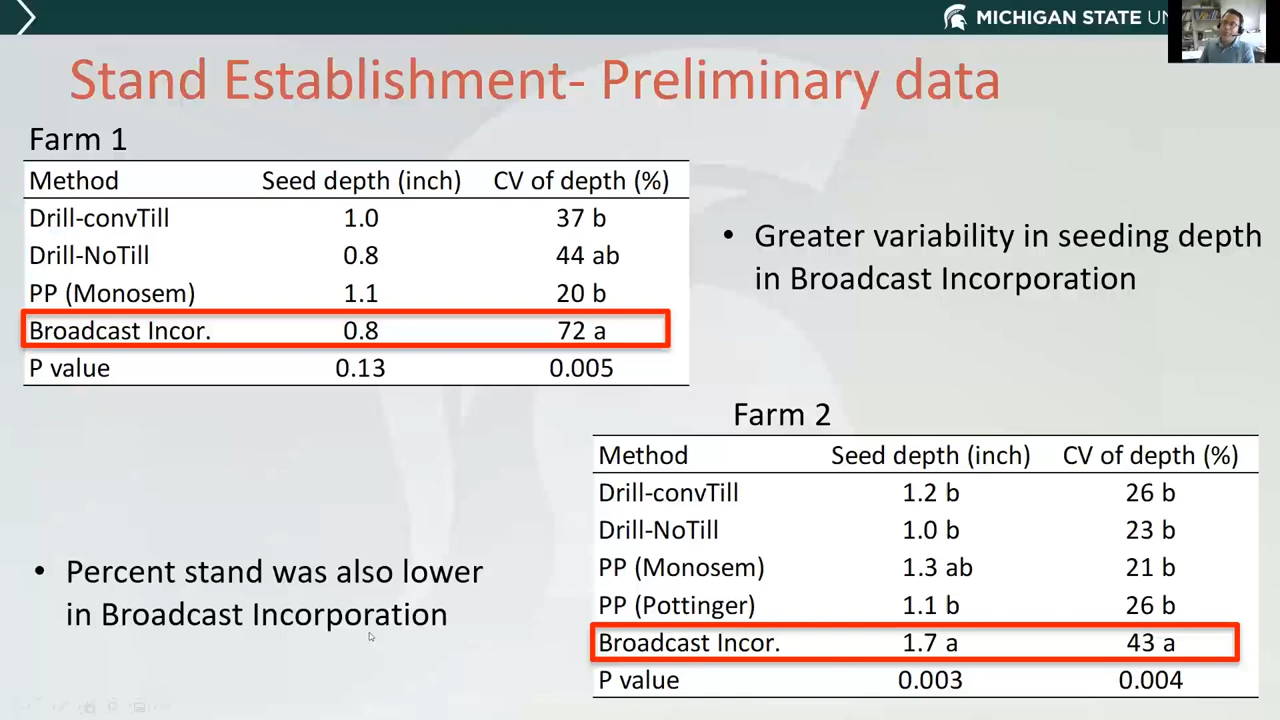 MICHIGAN STATE
Stand Establishment- Preliminary data
Farm 1
Method Seed depth (inch) CV of depth (%)
Drill-convTill 1.0 37 b
Drill-NoTill 0.8 44 ab
PP (Monosem) 1.1 20 b
Broadcast Incor. 0.8 72 a
P value 0.13 0.005
• Greater variability in seeding depth
in Broadcast Incorporation
Farm 2
Method Seed depth (inch) CV of depth (%)
Drill-convTill 1.2 b 26 b
Drill-NoTill 1.0 b 23 b
PP (Monosem) 1.3 ab 21 b
PP (Pottinger) 1.1 b 26 b
Broadcast Incor. 1.7 a 43 a
P value 0.003 0.004
• Percent stand was also lower
in Broadcast Incorporation